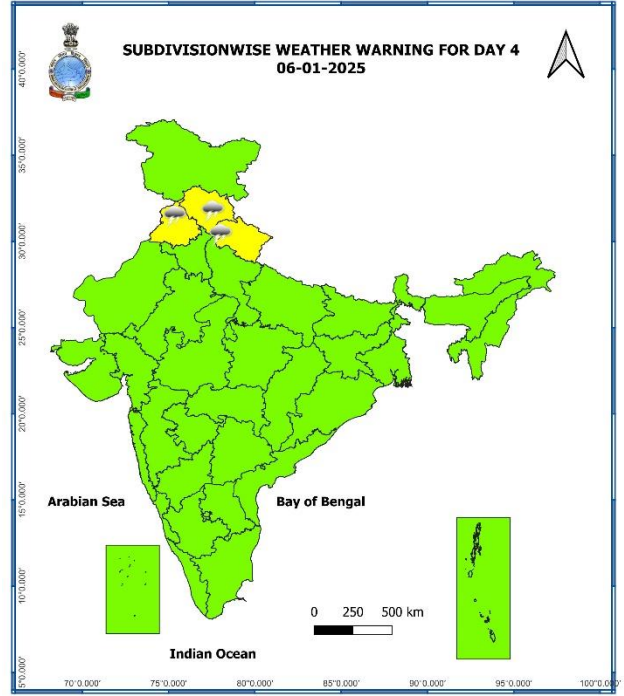 SUBDIVISIONWISE WEATHER WARNING FOR DAY 4
06-01-2025
40°0.000'
35°0.000'
30°0.000'
25°0.000'
20°0.000'
15°0.000'
10°0.000'
5°0.000'
Arabian Sea
Bay of Bengal
0 250 500 km
Indian Ocean
70°0.000' 75°0.000' 80°0.000' 85°0.000' 90°0.000' 95°0.000' 100°0.000'